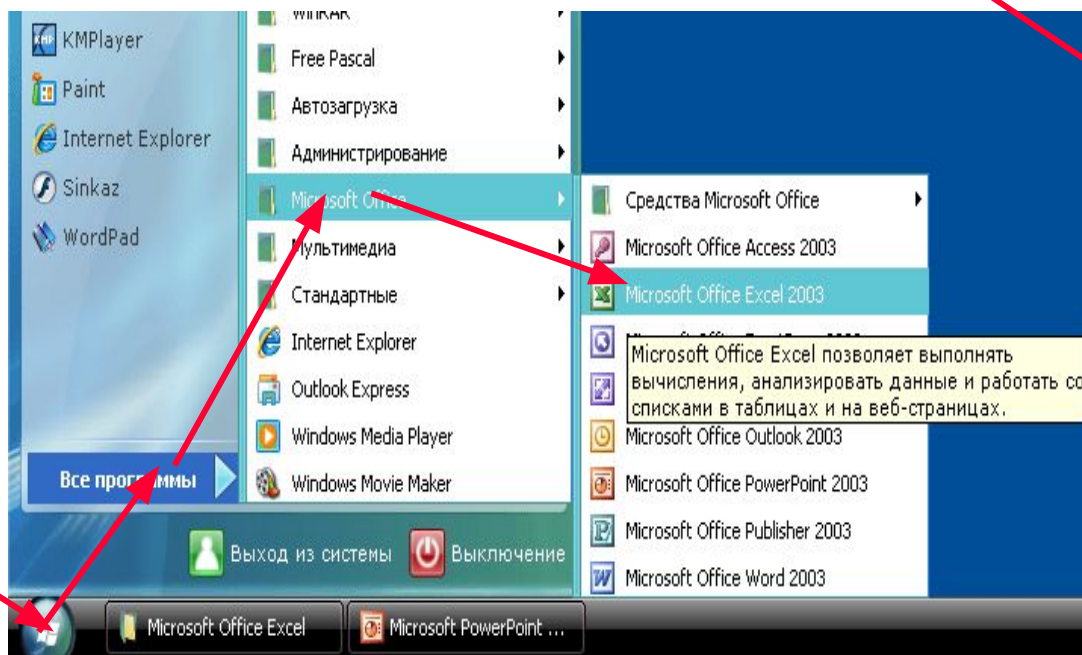 KMPlayer
Paint
Internet Explorer
Sinkaz
WordPad
Все программы
WinRAR
Free Pascal
Автозагрузка
Администрирование
Microsoft Office
Мультимедиа
Стандартные
Internet Explorer
Outlook Express
Windows Media Player
Windows Movie Maker
Средства Microsoft Office
Microsoft Office Access 2003
Microsoft Office Excel 2003
Microsoft Office Excel позволяет выполнять
вычисления, анализировать данные и работать со
списками в таблицах и на веб-страницах.
Microsoft Office Outlook 2003
Microsoft Office PowerPoint 2003
Microsoft Office Publisher 2003
Microsoft Office Word 2003
Выход из системы
Выключение
Microsoft Office Excel
Microsoft PowerPoint ...